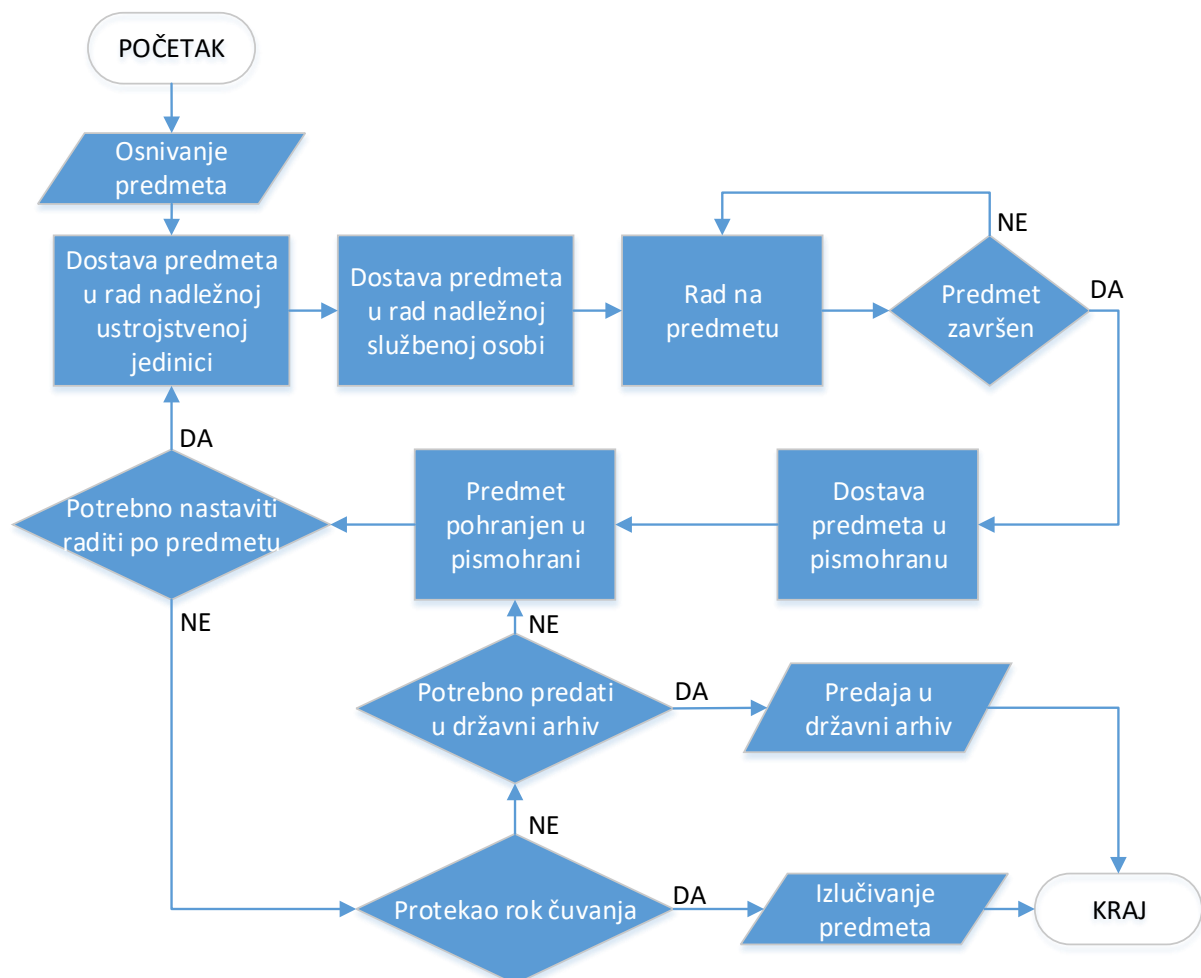 POČETAK
Osnivanje
predmeta
Dostava predmeta
u rad nadležnoj
ustrojstvenoj
jedinici
Dostava predmeta
u rad nadležnoj
službenoj osobi
Rad na
predmetu
NE
Predmet
završen
DA
DA
Potrebno nastaviti
raditi po predmetu
NE
Predmet
pohranjen u
pismohrani
Dostava
predmeta u
pismohranu
NE
Potrebno predati
u državni arhiv
DA
Predaja u
državni arhiv
NE
Protekao rok čuvanja
DA
Izlučivanje
predmeta
KRAJ